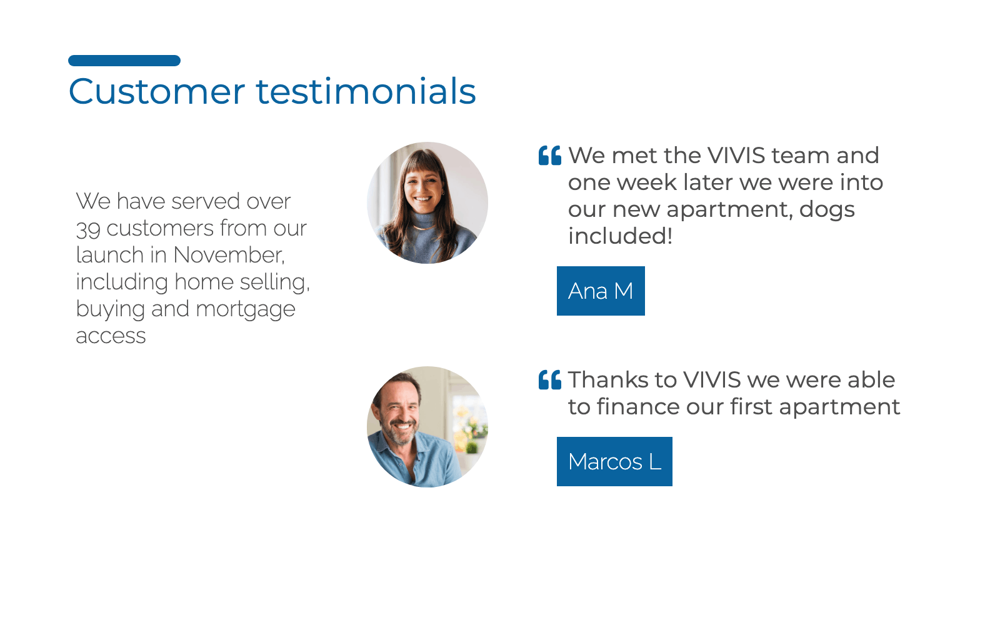 Customer testimonials
We have served over
39 customers from our
launch in November,
including home selling,
buying and mortgage
access
We met the VIVIS team and
one week later we were into
our new apartment, dogs
included!
Ana M
Thanks to VIVIS we were able
to finance our first apartment
Marcos L